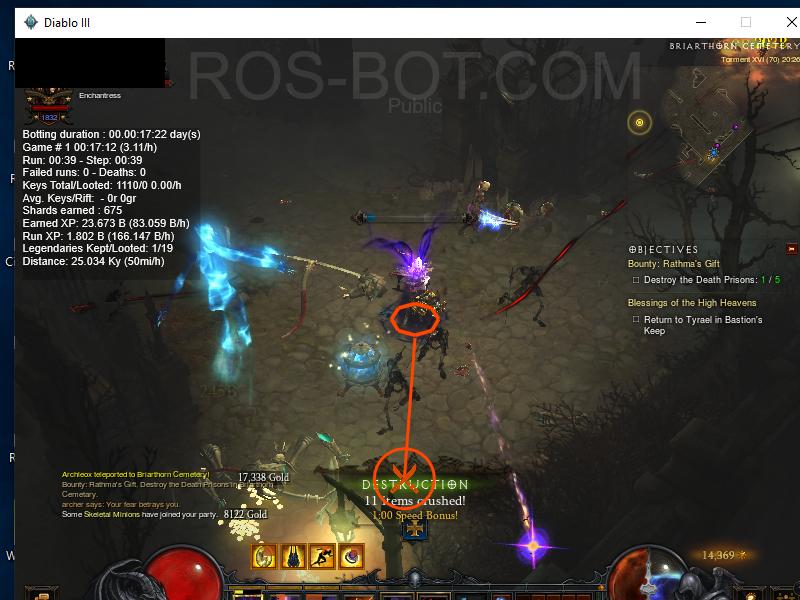 Diablo III
BRIARTHORN CEMETERY
Torment XVI (70) 20:26
ROS-BOT.COM
Public
Enchantress
1832
Botting duration : 00.00:17:22 day(s)
Game # 1 00:17:12 (3.11/h)
Run: 00:39 - Step: 00:39
Failed runs: 0 - Deaths: 0
Keys Total/Looted: 1110/0 0.00/h
Avg. Keys/Rift: - 0r 0gr
Shards earned : 675
Earned XP: 23.673 B (83.059 B/h)
Run XP: 1.802 B (166.147 B/h)
Legendaries Kept/Looted: 1/19
Distance: 25.034 Ky (50mi/h)
OBJECTIVES
Bounty: Rathma's Gift
Destroy the Death Prisons: 1 / 5
Blessings of the High Heavens
Return to Tyrael in Bastion's
Keep
Archleox teleported to Briarthorn Cemetery!
Bounty: Rathma's Gift. Destroy the Death Prisons in Briarthorn
Cemetery.
archer says: Your fear betrays you.
Some Skeletal Minions have joined your party.
17,338 Gold
8122 Gold
DESTRUCTION
11 items crushed!
1:00 Speed Bonus!
14,369